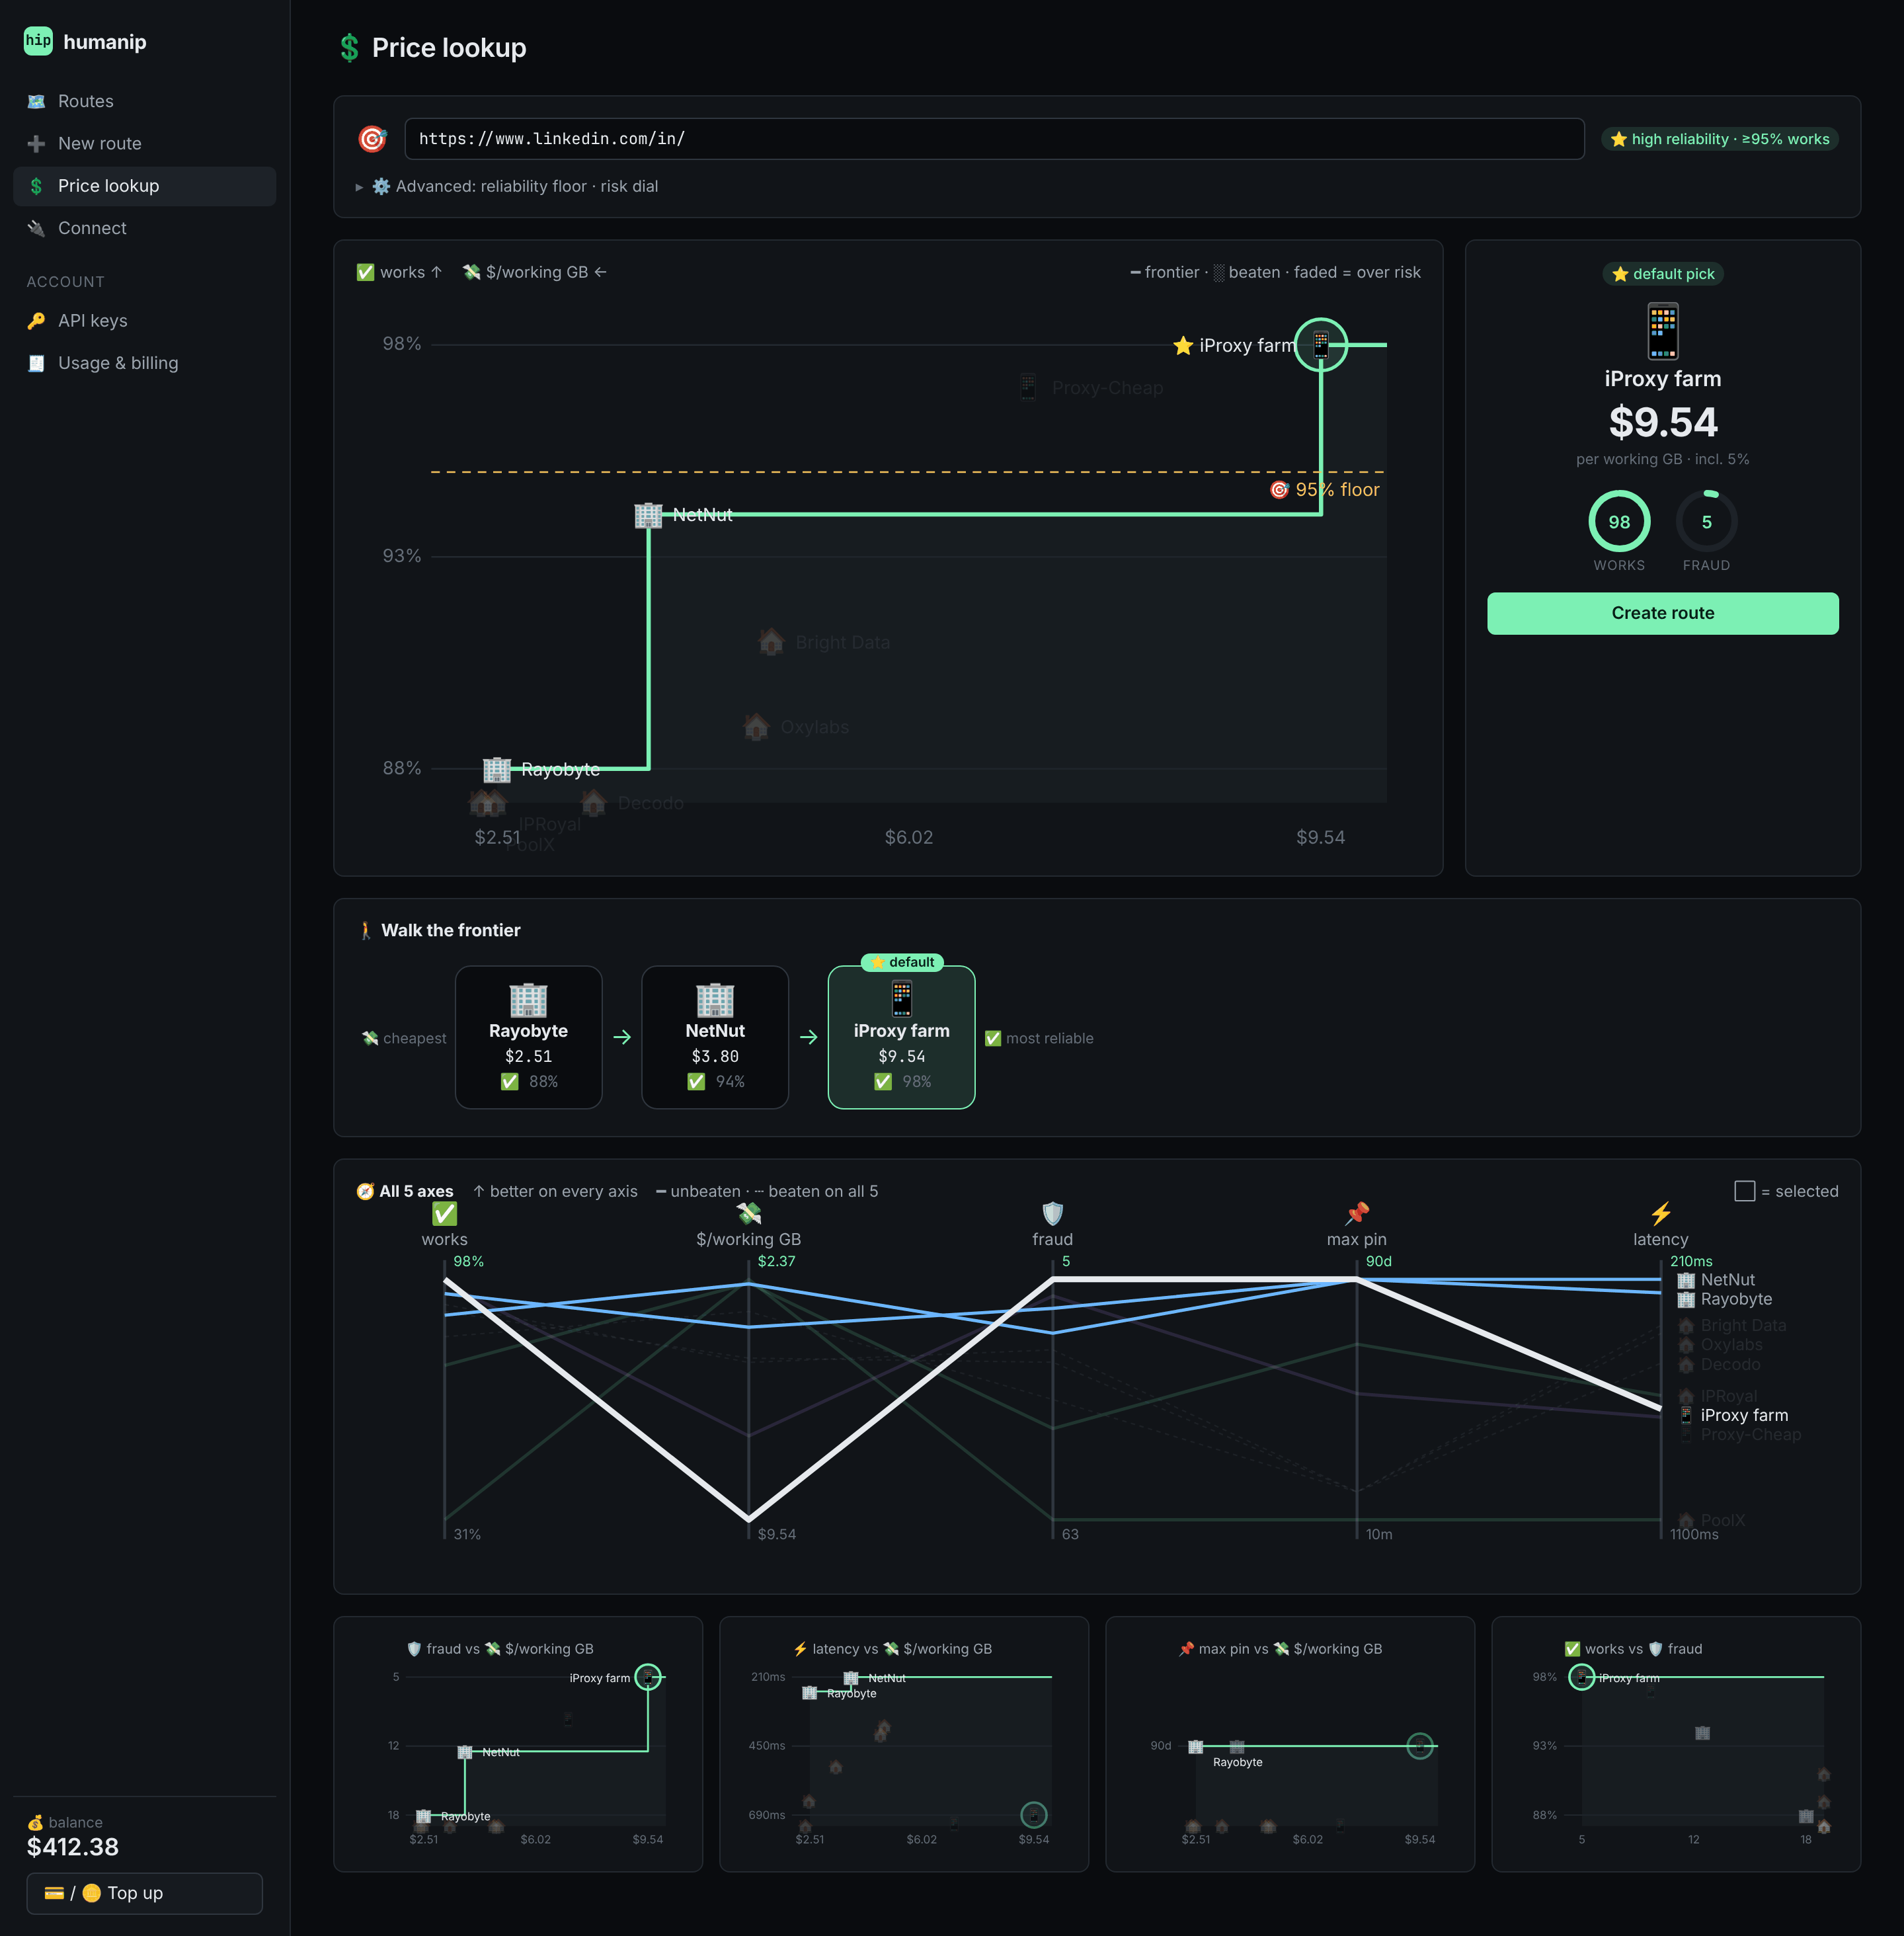 hip humanip
Routes
New route
Price lookup
Connect
ACCOUNT
API keys
Usage & billing
balance
$412.38
/ Top up
Price lookup
https://www.linkedin.com/in/
high reliability · ≥95% works
Advanced: reliability floor · risk dial
works ↑ $/working GB ←
frontier · beaten · faded = over risk
98%
iProxy farm
Proxy-Cheap
95% floor
NetNut
93%
Bright Data
Oxylabs
88%
Rayobyte
Decodo
IPRoyal
PoolX
$2.51 $6.02 $9.54
default pick
iProxy farm
$9.54
per working GB · incl. 5%
98 5
WORKS FRAUD
Create route
Walk the frontier
cheapest
Rayobyte
$2.51
88%
→
NetNut
$3.80
94%
→
default
iProxy farm
$9.54
98%
most reliable
All 5 axes ↑ better on every axis unbeaten · beaten on all 5
= selected
works $/working GB fraud max pin latency
98% $2.37 5 90d 210ms
NetNut
Rayobyte
Bright Data
Oxylabs
Decodo
IPRoyal
iProxy farm
Proxy-Cheap
PoolX
31% $9.54 63 10m 1100ms
fraud vs $/working GB
5
iProxy farm
12
NetNut
18
Rayobyte
$2.51 $6.02 $9.54
latency vs $/working GB
210ms
NetNut
Rayobyte
450ms
690ms
$2.51 $6.02 $9.54
max pin vs $/working GB
90d
Rayobyte
$2.51 $6.02 $9.54
works vs fraud
98%
iProxy farm
93%
88%
5 12 18